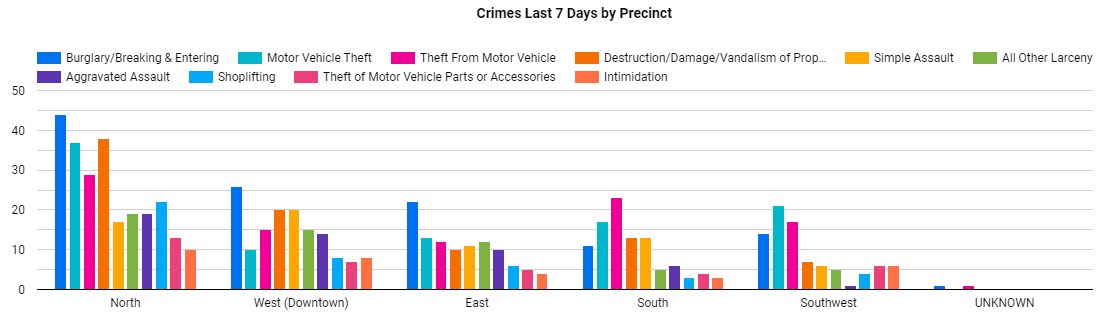 Crimes Last 7 Days by Precinct
Burglary/Breaking & Entering Motor Vehicle Theft Theft From Motor Vehicle Destruction/Damage/Vandalism of Prop... Simple Assault All Other Larceny
Aggravated Assault Shoplifting Theft of Motor Vehicle Parts or Accessories Intimidation
50
40
30
20
10
0
North West (Downtown) East South Southwest UNKNOWN